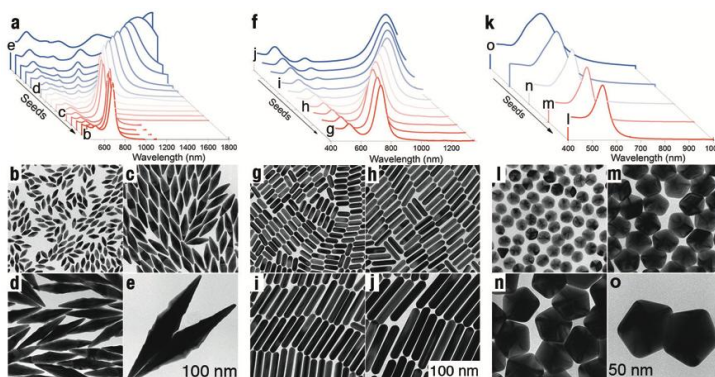 a
f
k
e
d
c
b
Seeds
600 800 1000 1200 1400 1600 1800
Wavelength (nm)
j
i
h
g
Seeds
400 600 800 1000 1200
Wavelength (nm)
o
n
m
l
Seeds
400 500 600 700 800 900
Wavelength (nm)
b
c
g
h
l
m
d
e
i
j
n
o
100 nm
100 nm
50 nm